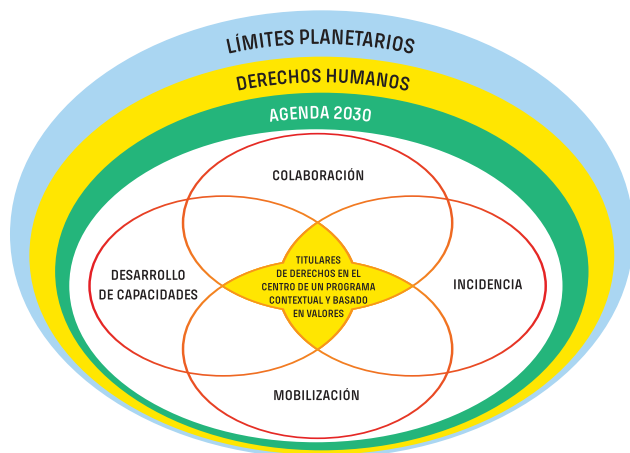 LÍMITES PLANETARIOS
DERECHOS HUMANOS
AGENDA 2030
COLABORACIÓN
DESARROLLO
DE CAPACIDADES
TITULARES
DE DERECHOS EN EL
CENTRO DE UN PROGRAMA
CONTEXTUAL Y BASADO
EN VALORES
INCIDENCIA
MOBILIZACIÓN